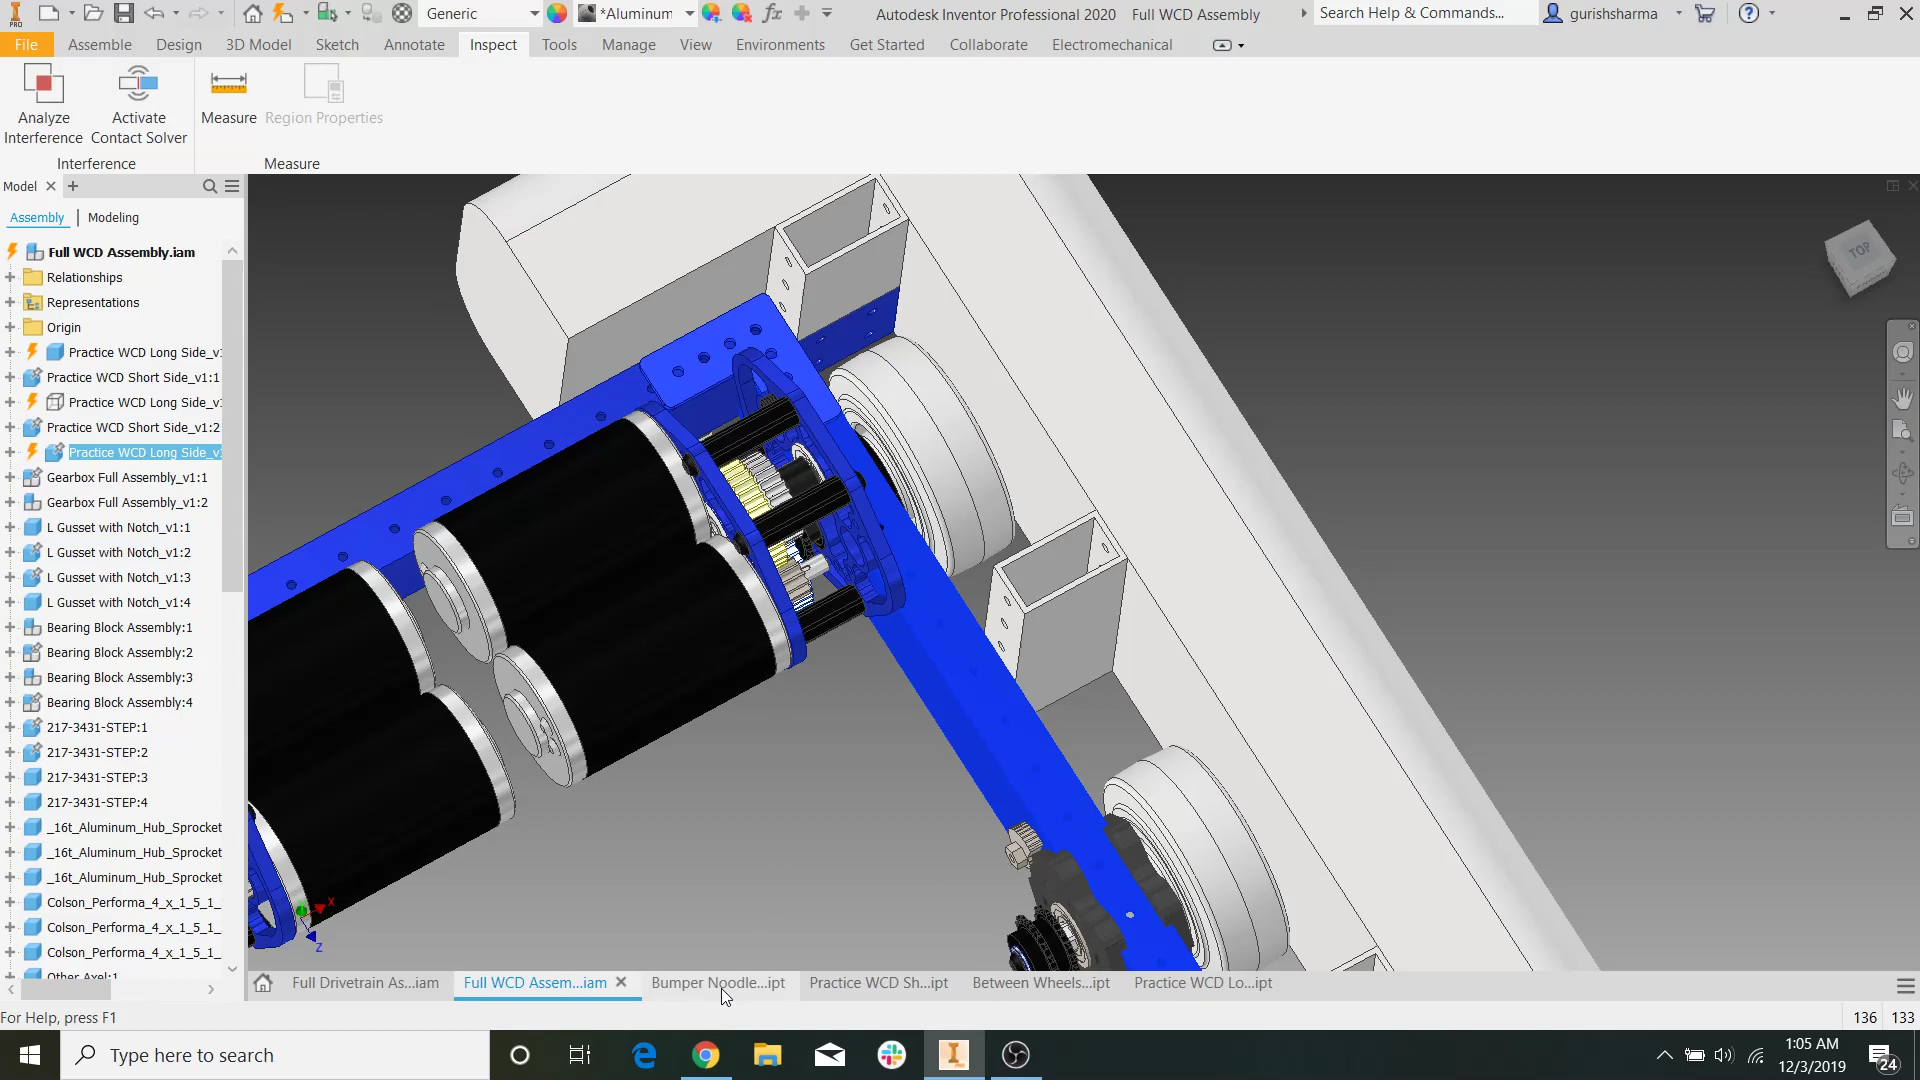 PRO
Generic
*Aluminum
fx
Autodesk Inventor Professional 2020 Full WCD Assembly
Search Help & Commands...
gurishsharma
File
Assemble
Design
3D Model
Sketch
Annotate
Inspect
Tools
Manage
View
Environments
Get Started
Collaborate
Electromechanical
Analyze
Interference
Activate
Contact Solver
Measure
Region Properties
Interference
Measure
Model
Assembly | Modeling
Full WCD Assembly.iam
Relationships
Representations
Origin
Practice WCD Long Side_v1
Practice WCD Short Side_v1:1
Practice WCD Long Side_v
Practice WCD Short Side_v1:2
Practice WCD Long Side_v
Gearbox Full Assembly_v1:1
Gearbox Full Assembly_v1:2
L Gusset with Notch_v1:1
L Gusset with Notch_v1:2
L Gusset with Notch_v1:3
L Gusset with Notch_v1:4
Bearing Block Assembly:1
Bearing Block Assembly:2
Bearing Block Assembly:3
Bearing Block Assembly:4
217-3431-STEP:1
217-3431-STEP:2
217-3431-STEP:3
217-3431-STEP:4
_16t_Aluminum_Hub_Sprocket
_16t_Aluminum_Hub_Sprocket
_16t_Aluminum_Hub_Sprocket
Colson_Performa_4_x_1_5_1_
Colson_Performa_4_x_1_5_1_
Colson_Performa_4_x_1_5_1_
Other Axel:1
TOP
X
Z
Full Drivetrain As...iam
Full WCD Assem...iam
Bumper Noodle...ipt
Practice WCD Sh...ipt
Between Wheels...ipt
Practice WCD Lo...ipt
For Help, press F1
136
133
Type here to search
1:05 AM
12/3/2019
24